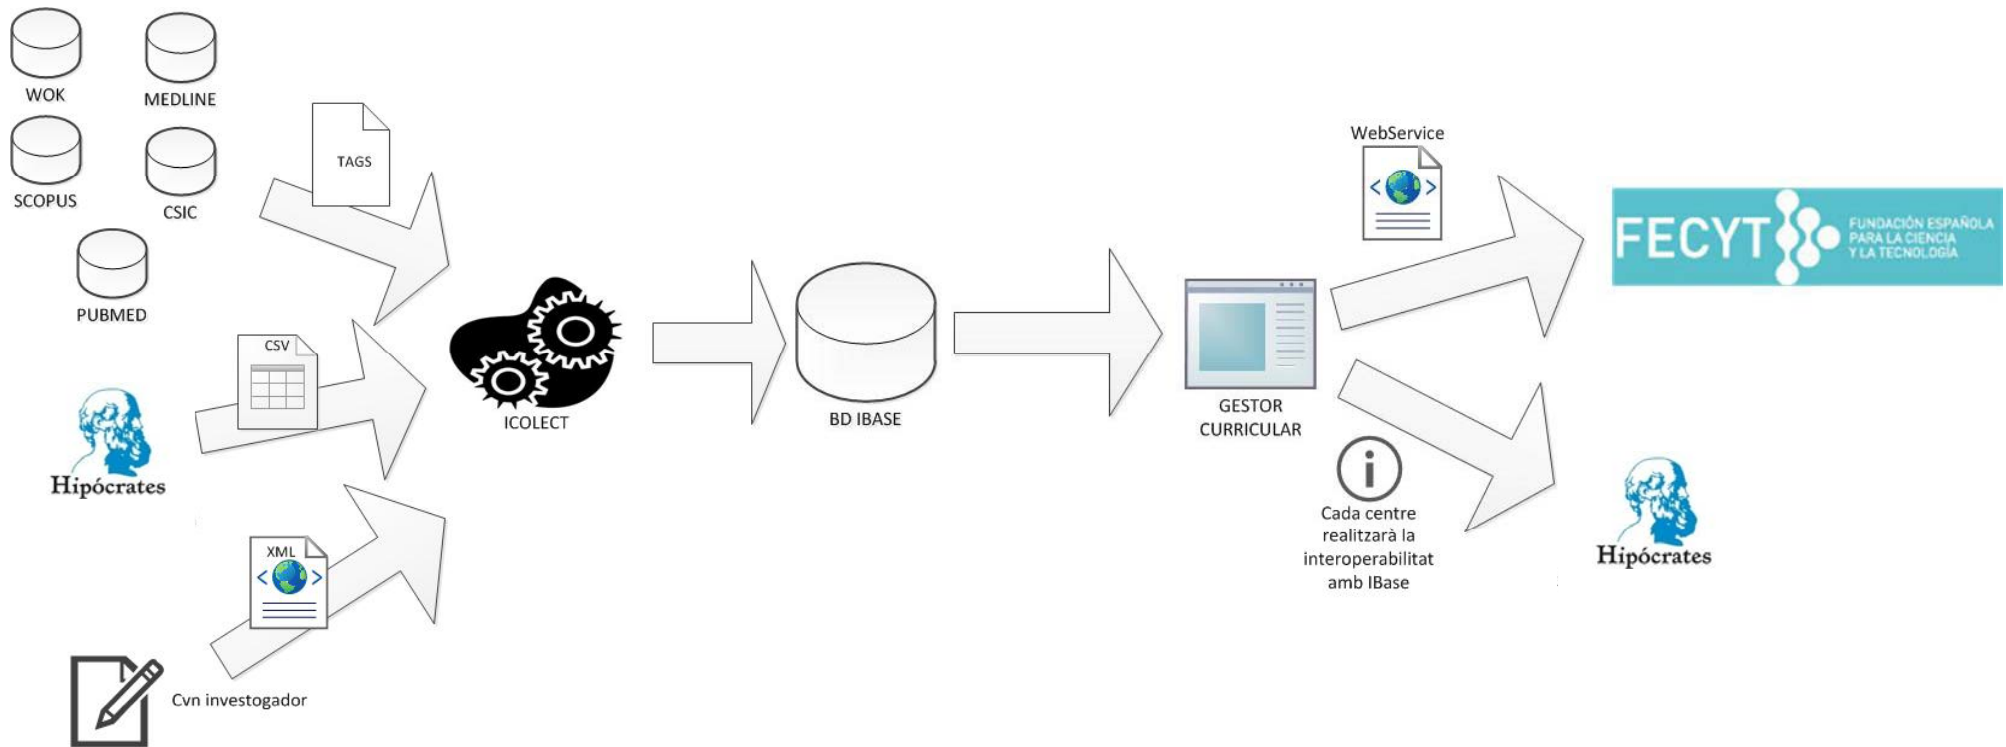 WOK
MEDLINE
SCOPUS
CSIC
PUBMED
TAGS
CSV
Hipócrates
XML
Cvn investogador
ICOLECT
BD IBASE
GESTOR
CURRICULAR
WebService
FECYT
FUNDACIÓN ESPAÑOLA
PARA LA CIENCIA
Y LA TECNOLOGÍA
i
Cada centre
realitzarà la
interoperabilitat
amb IBase
Hipócrates